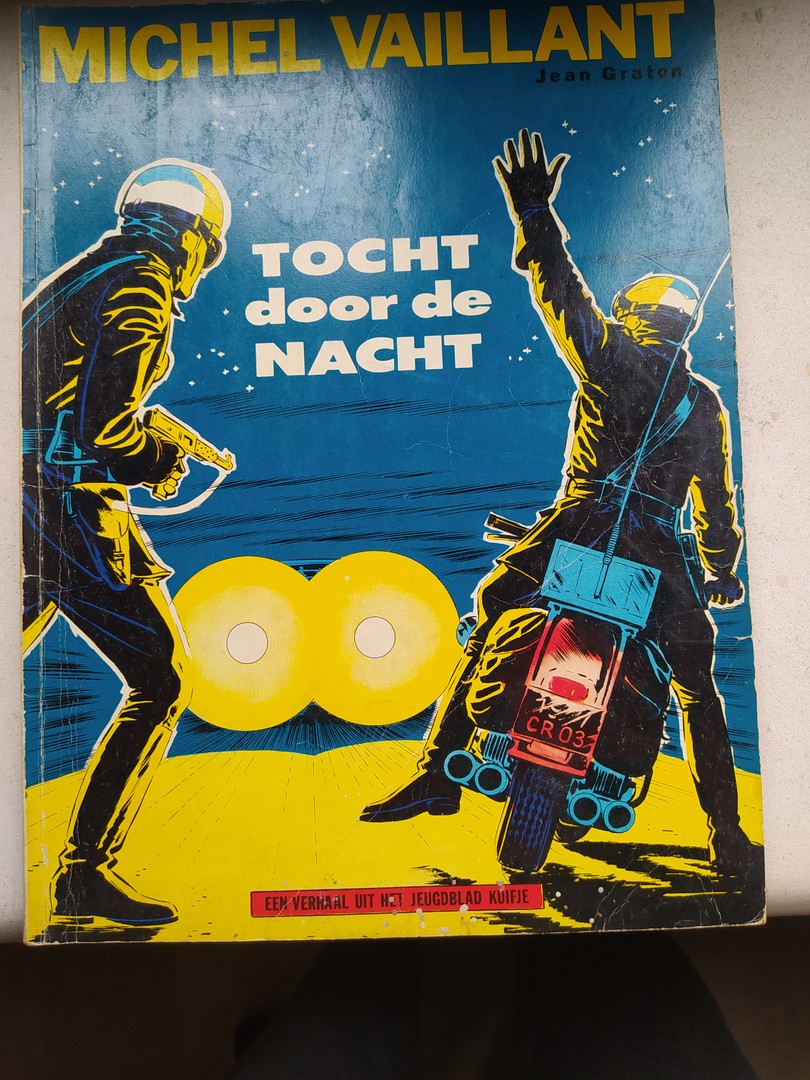 MICHEL VAILLANT
Jean Graton
TOCHT
door de
NACHT
CR 03
EEN VERHAAL UIT HET JEUGDBLAD KUIFJE